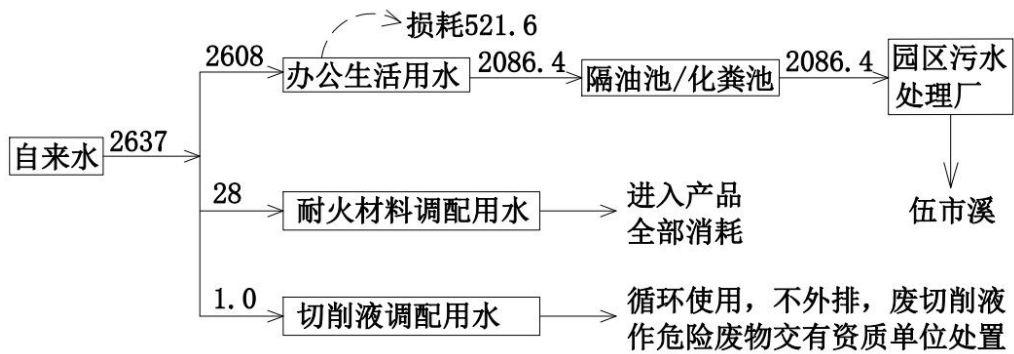 损耗521.6
2608
办公生活用水
2086.4
隔油池/化粪池
2086.4
园区污水
处理厂
自来水
2637
28
耐火材料调配用水
进入产品
全部消耗
伍市溪
1.0
切削液调配用水
循环使用，不外排，废切削液
作危险废物交有资质单位处置